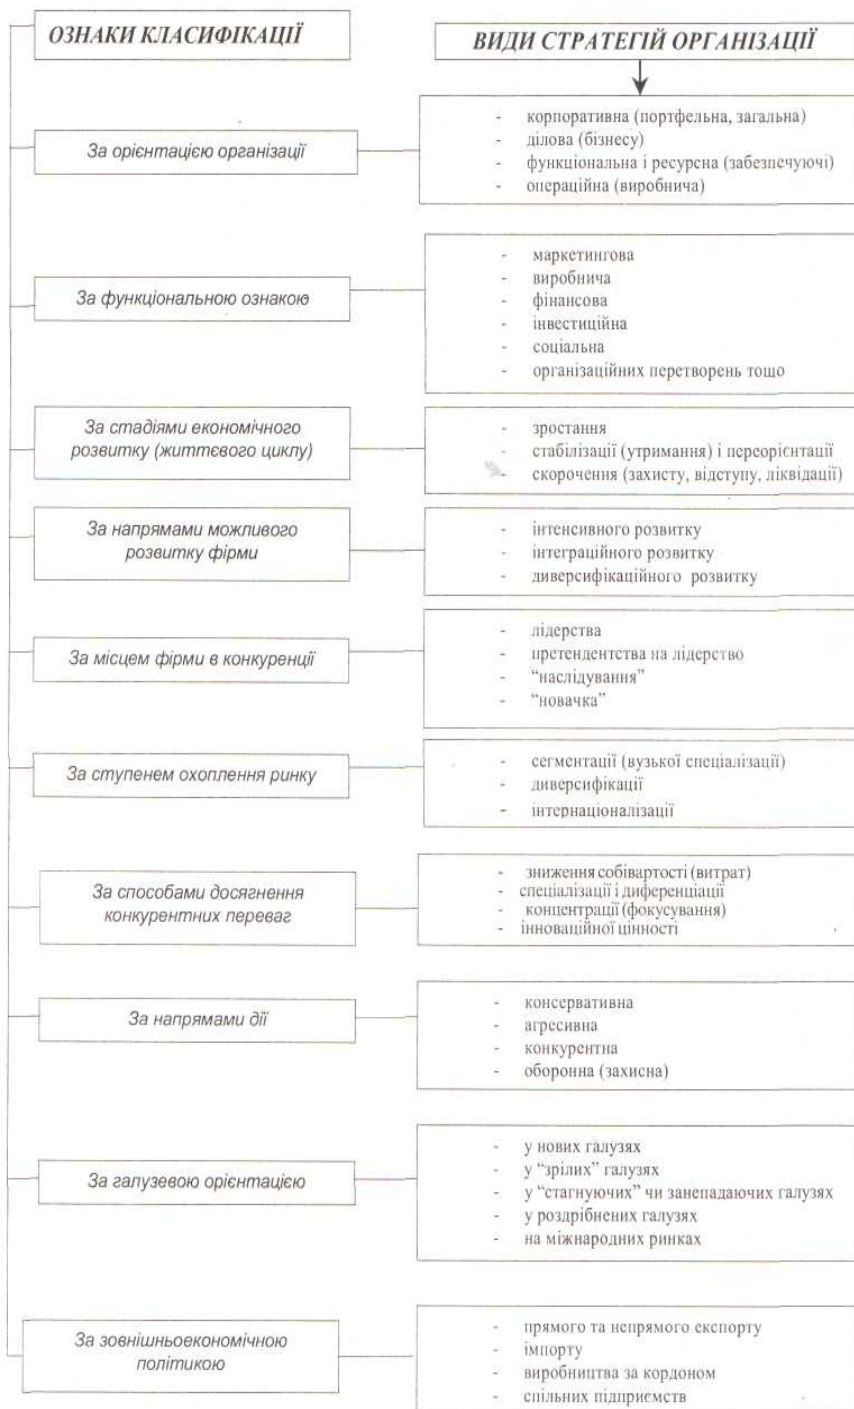 ОЗНАКИ КЛАСИФІКАЦІЇ
ВИДИ СТРАТЕГІЙ ОРГАНІЗАЦІЇ
За орієнтацією організації
- корпоративна (портфельна, загальна)
- ділова (бізнесу)
- функціональна і ресурсна (забезпечуючі)
- операційна (виробнича)
За функціональною ознакою
- маркетингова
- виробнича
- фінансова
- інвестиційна
- соціальна
- організаційних перетворень тощо
За стадіями економічного
розвитку (життєвого циклу)
- зростання
- стабілізації (утримання) і переорієнтації
- скорочення (захисту, відступу, ліквідації)
За напрямами можливого
розвитку фірми
- інтенсивного розвитку
- інтеграційного розвитку
- диверсифікаційного розвитку
За місцем фірми в конкуренції
- лідерства
- претендентства на лідерство
- “наслідування”
- “новачка”
За ступенем охоплення ринку
- сегментації (вузької спеціалізації)
- диверсифікації
- інтернаціоналізації
За способами досягнення
конкурентних переваг
- зниження собівартості (витрат)
- спеціалізації і диференціації
- концентрації (фокусування)
- інноваційної цінності
За напрямами дії
- консервативна
- агресивна
- конкурентна
- оборонна (захисна)
За галузевою орієнтацією
- у нових галузях
- у “зрілих” галузях
- у “стагнуючих” чи занепадаючих галузях
- у роздрібнених галузях
- на міжнародних ринках
За зовнішньоекономічною
політикою
- прямого та непрямого експорту
- імпорту
- виробництва за кордоном
- спільних підприємств